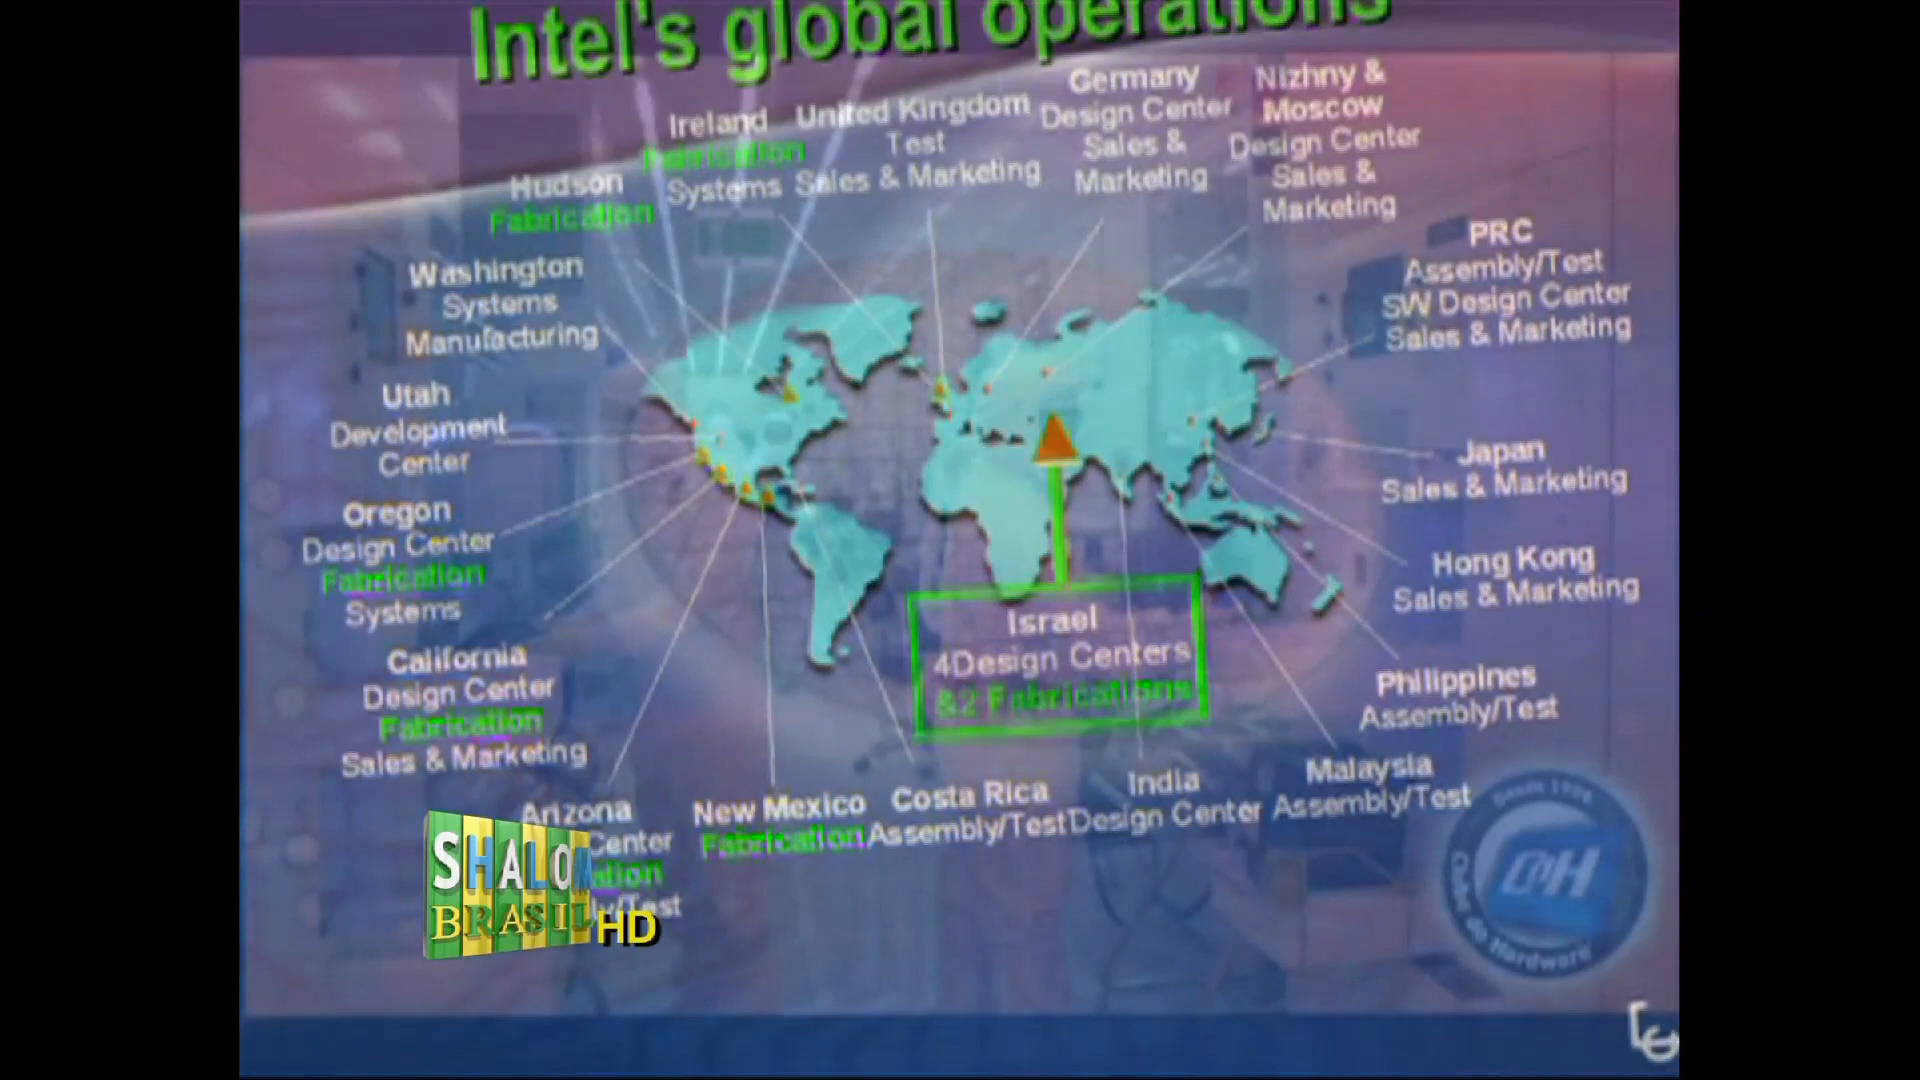 Intel's global operations
Ireland
Fabrication
Systems
United Kingdom
Test
Sales & Marketing
Germany
Design Center
Sales &
Marketing
Nizhny &
Moscow
Design Center
Sales &
Marketing
Hudson
Fabrication
Washington
Systems
Manufacturing
PRC
Assembly/Test
SW Design Center
Sales & Marketing
Utah
Development
Center
Japan
Sales & Marketing
Oregon
Design Center
Fabrication
Systems
Hong Kong
Sales & Marketing
Israel
4Design Centers
&2 Fabrications
California
Design Center
Fabrication
Sales & Marketing
Philippines
Assembly/Test
Arizona
Center
New Mexico
Fabrication
Costa Rica
Assembly/Test
India
Design Center
Malaysia
Assembly/Test
SHALOM
BRASIL HD
Clube do Hardware